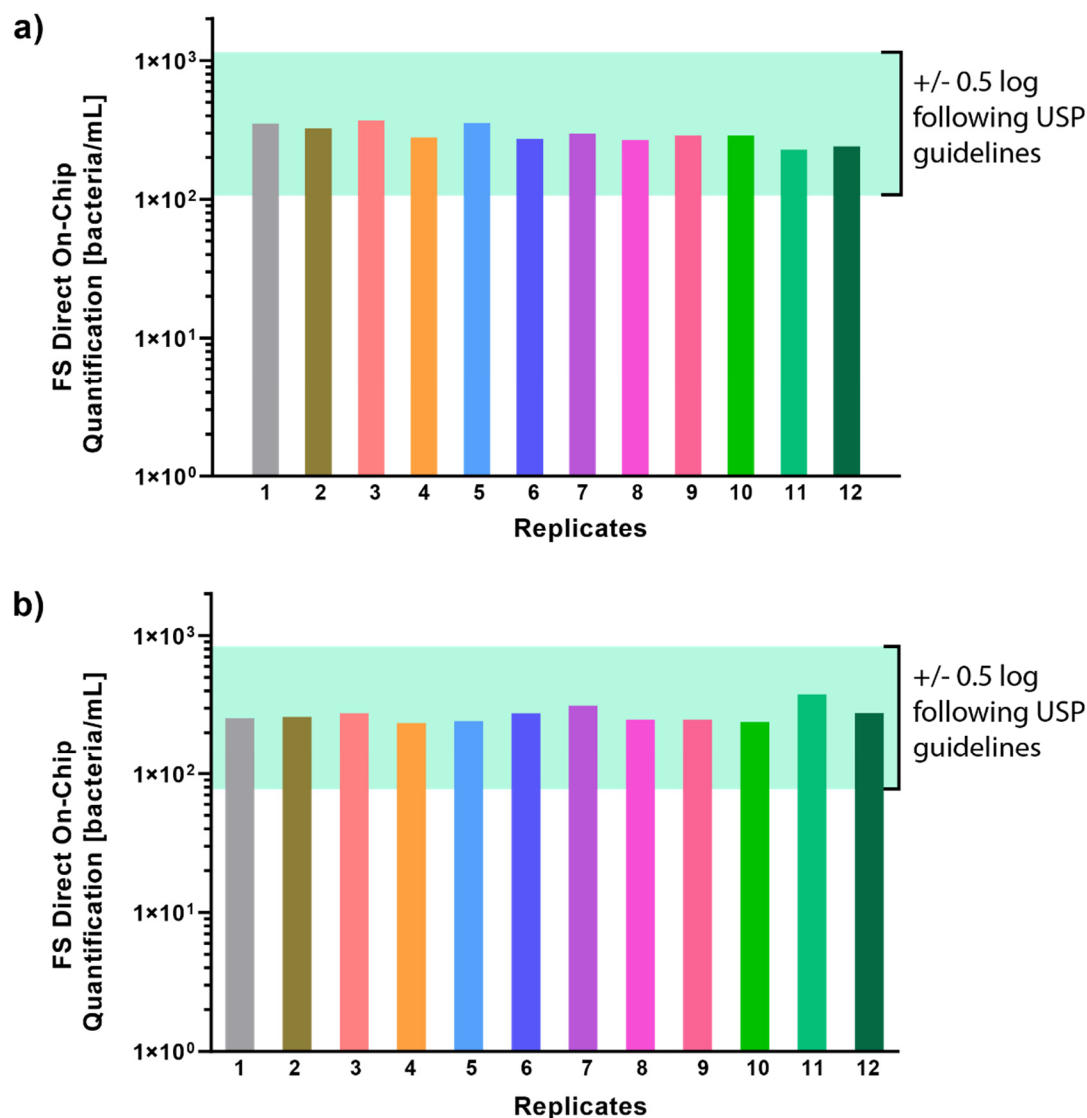 a)
FS Direct On-Chip
Quantification [bacteria/mL]
1×10³
1×10²
1×10¹
1×10⁰
+/- 0.5 log
following USP
guidelines
1 2 3 4 5 6 7 8 9 10 11 12
Replicates
b)
FS Direct On-Chip
Quantification [bacteria/mL]
1×10³
1×10²
1×10¹
1×10⁰
+/- 0.5 log
following USP
guidelines
1 2 3 4 5 6 7 8 9 10 11 12
Replicates